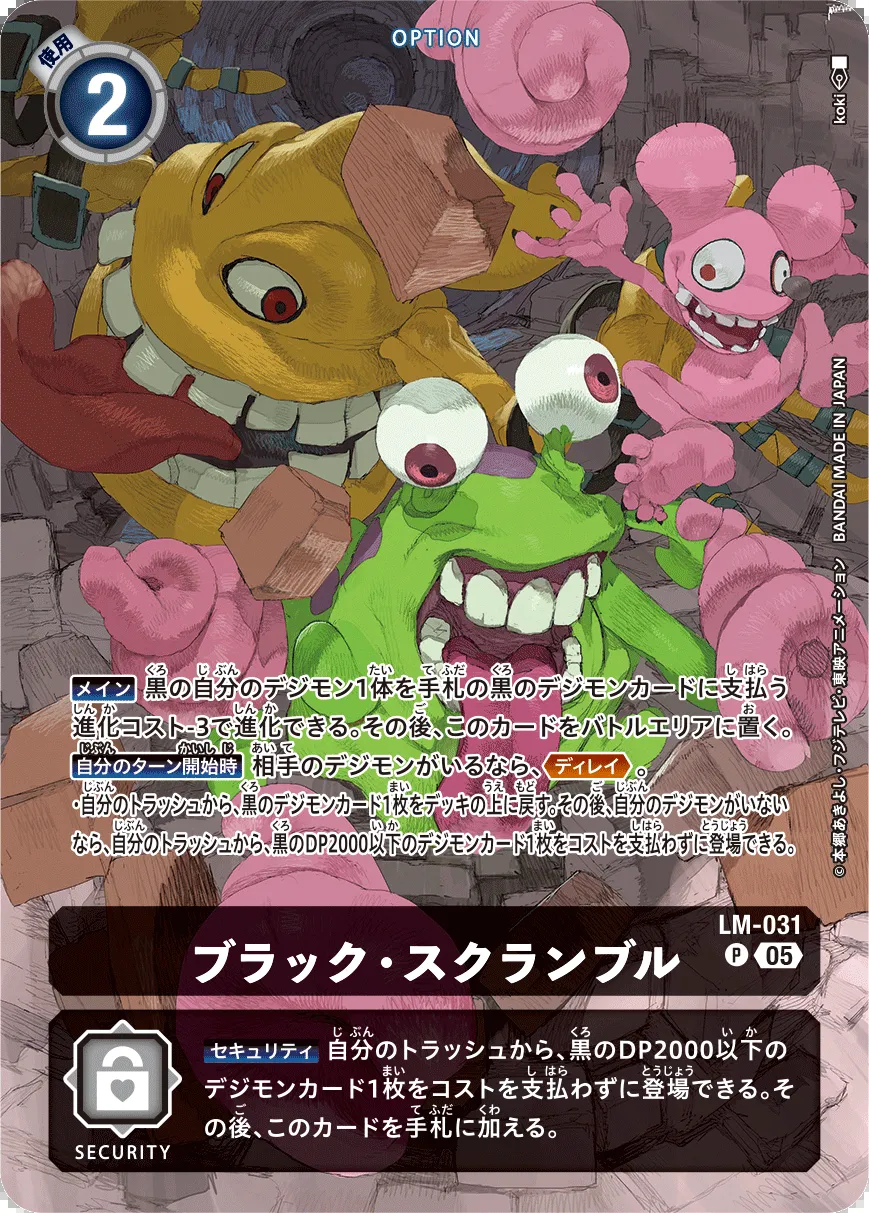 OPTION
使用
2
koki
BANDAI MADE IN JAPAN
©本郷あきよし・フジテレビ・東映アニメーション
メイン 黒の自分のデジモン1体を手札の黒のデジモンカードに支払う
進化コスト-3で進化できる。その後、このカードをバトルエリアに置く。
自分のターン開始時 相手のデジモンがいるなら、ディレイ。
・自分のトラッシュから、黒のデジモンカード1枚をデッキの上に戻す。その後、自分のデジモンがいない
なら、自分のトラッシュから、黒のDP2000以下のデジモンカード1枚をコストを支払わずに登場できる。
LM-031
P 05
ブラック・スクランブル
セキュリティ 自分のトラッシュから、黒のDP2000以下の
デジモンカード1枚をコストを支払わずに登場できる。そ
の後、このカードを手札に加える。
SECURITY